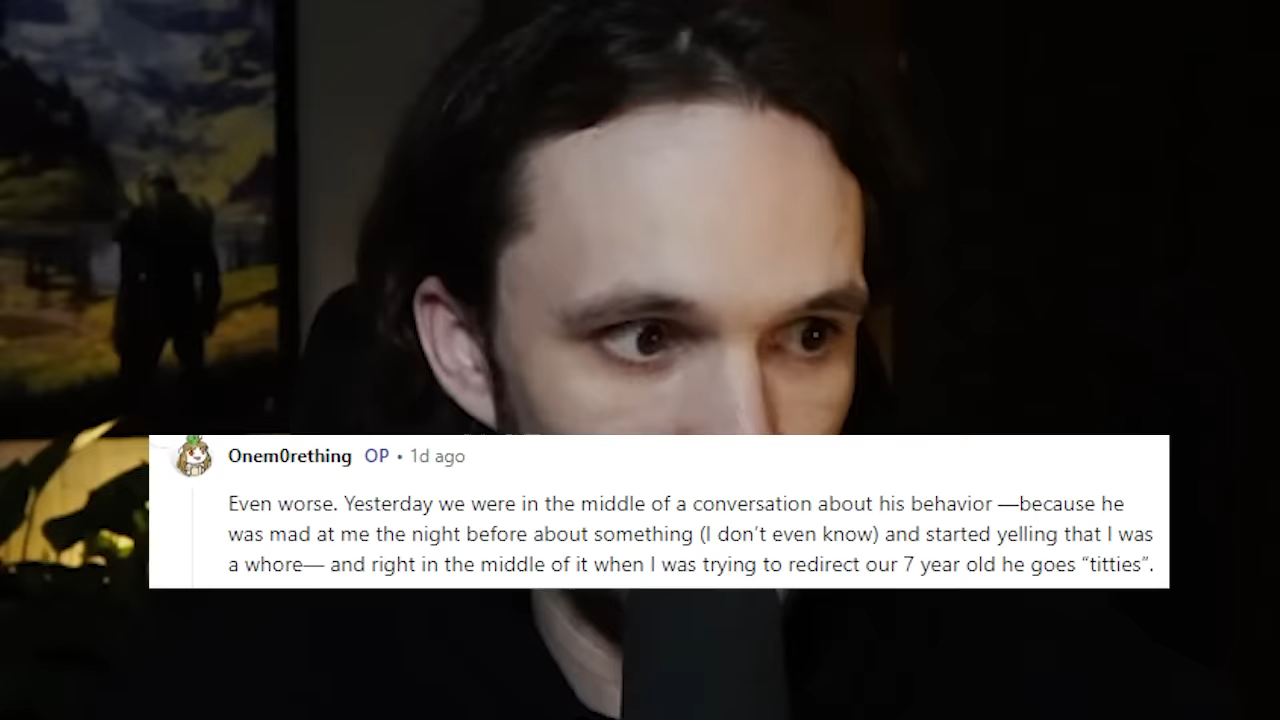 Onem0rething OP • 1d ago
Even worse. Yesterday we were in the middle of a conversation about his behavior —because he
was mad at me the night before about something (I don’t even know) and started yelling that I was
a whore— and right in the middle of it when I was trying to redirect our 7 year old he goes “titties”.